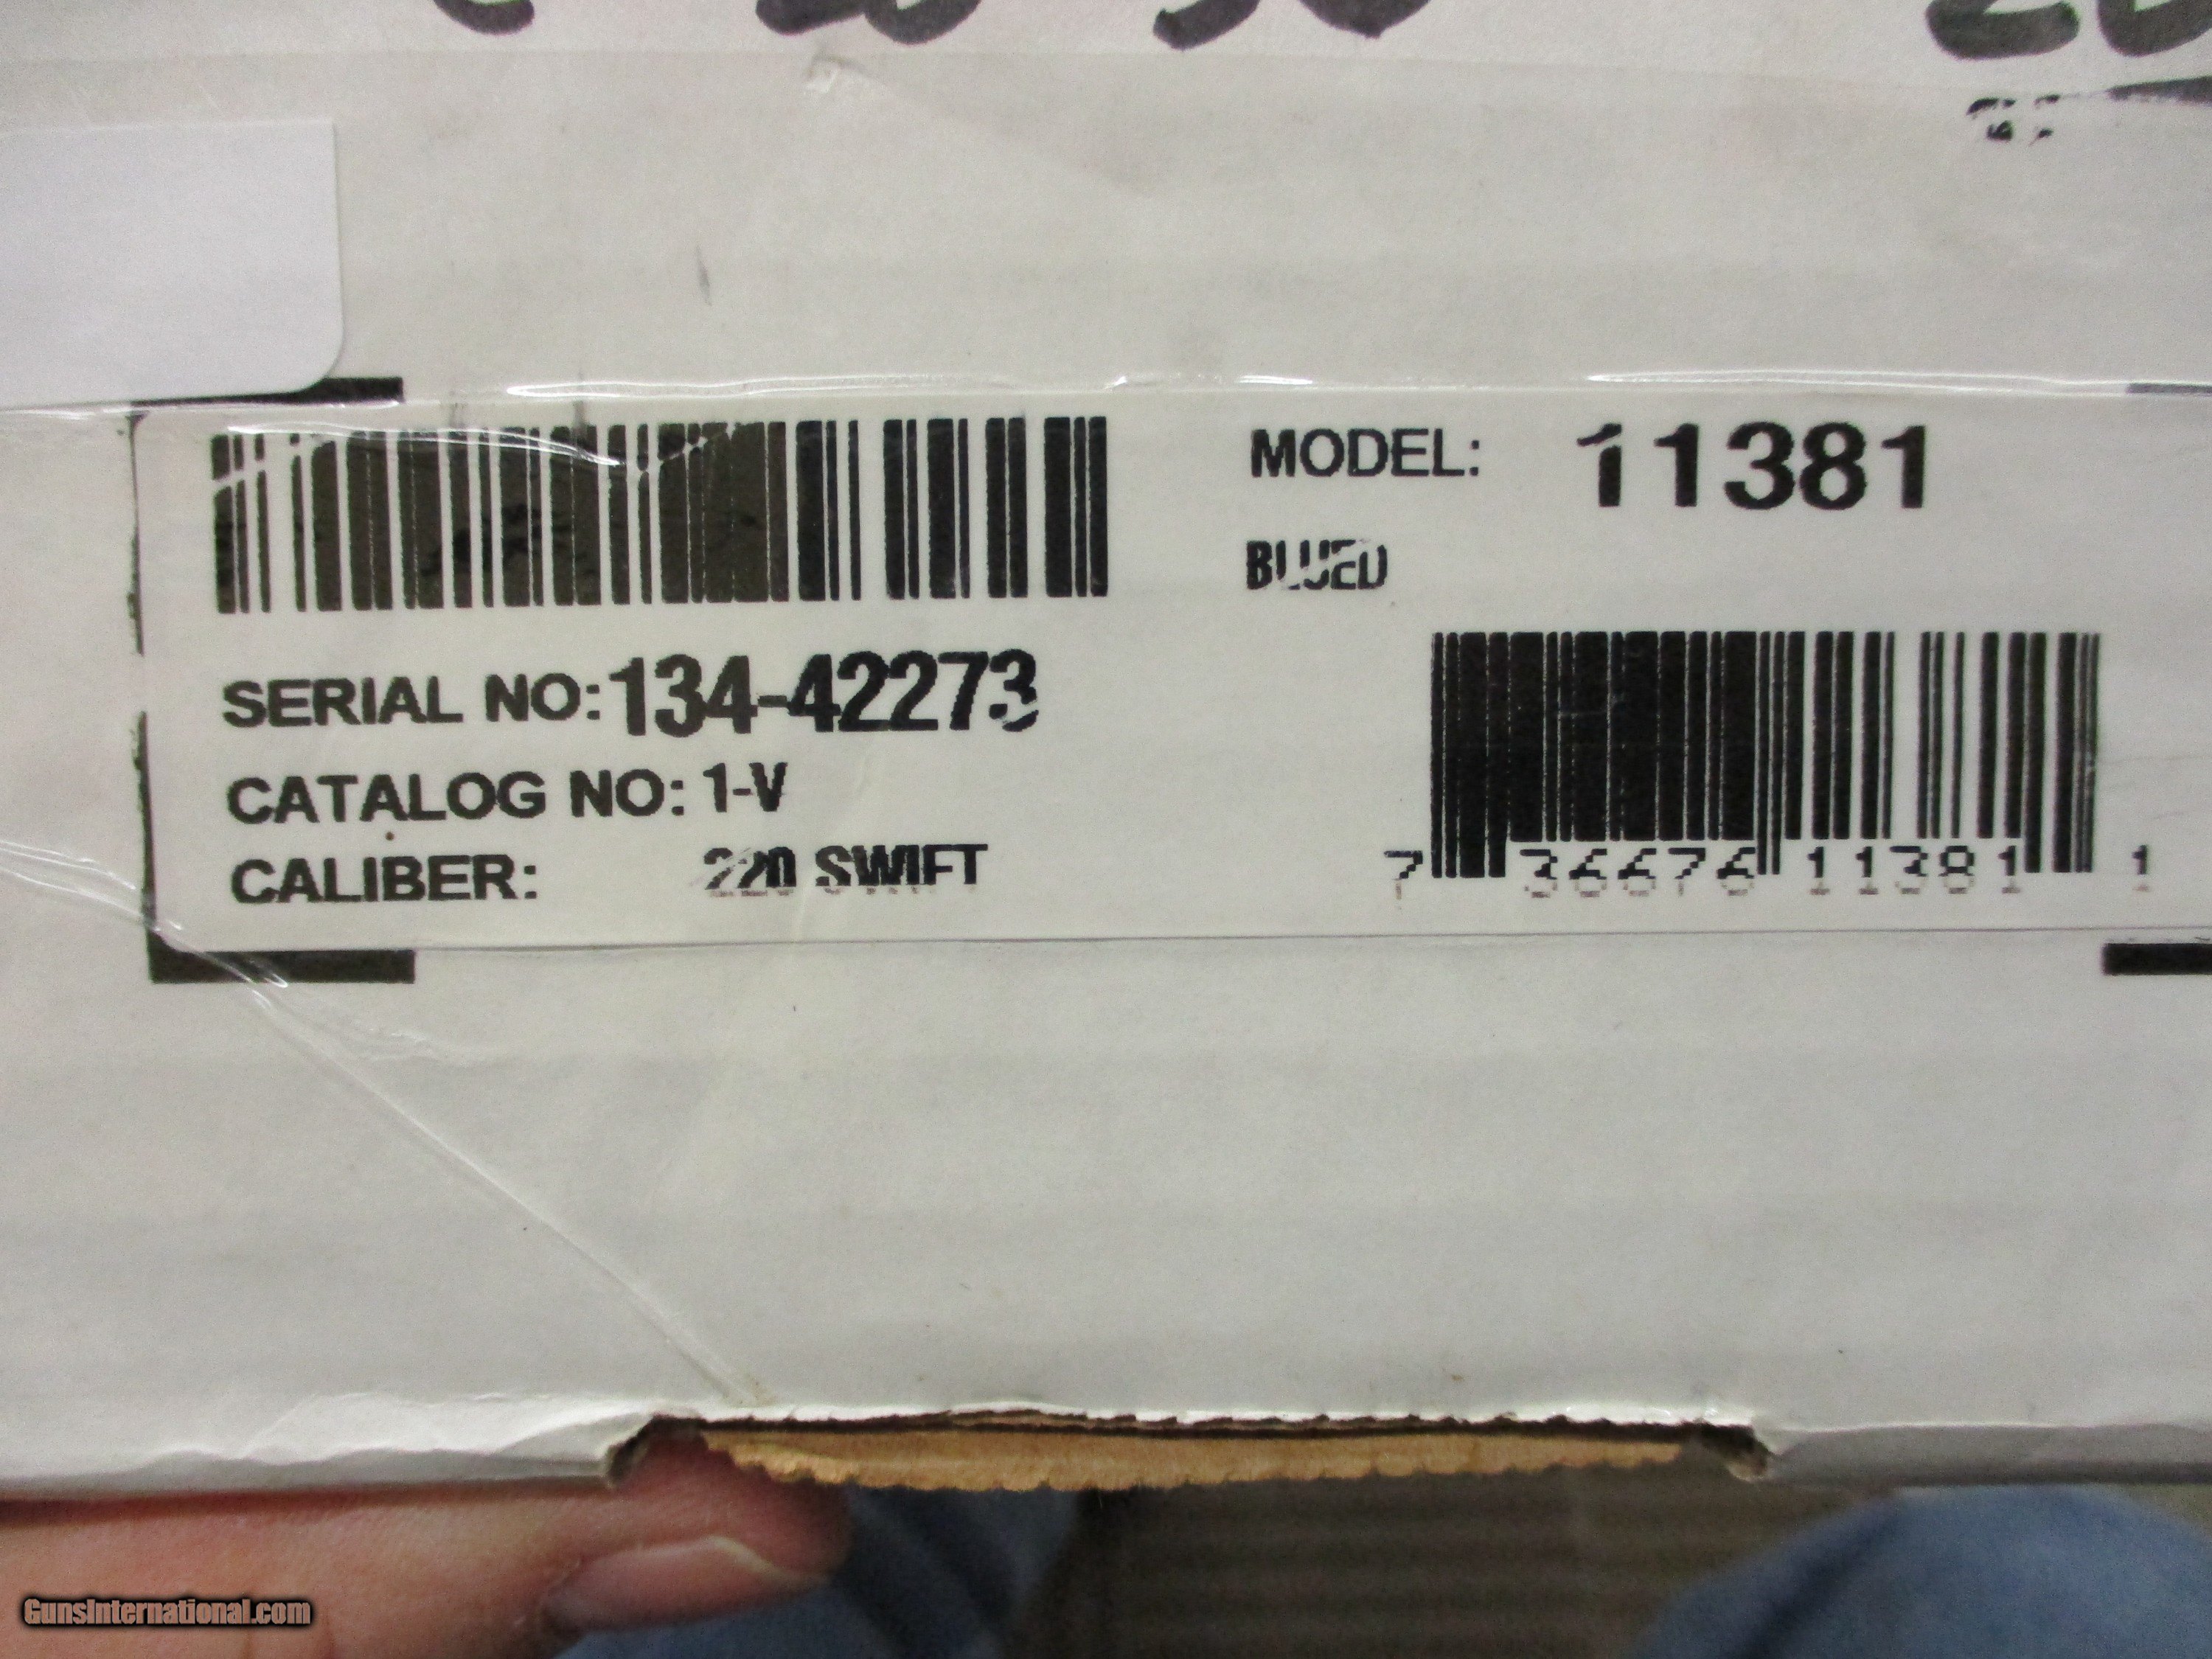 MODEL: 11381
BLUED
SERIAL NO: 134-42273
CATALOG NO: 1-V
CALIBER: 220 SWIFT
7 36676 11381 1
GunsInternational.com